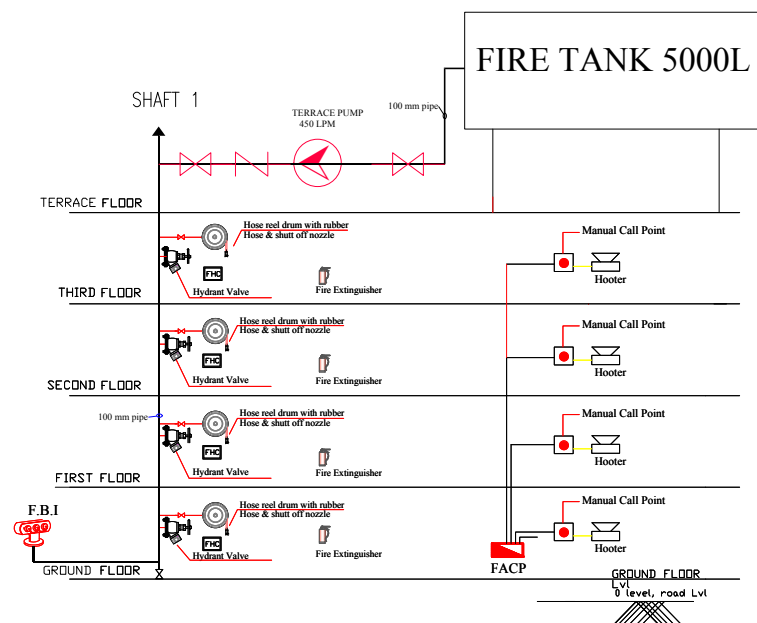 FIRE TANK 5000L
SHAFT 1
TERRACE PUMP
450 LPM
100 mm pipe
TERRACE FLOOR
Hose reel drum with rubber
Hose & shutt off nozzle
FHC
Hydrant Valve
Fire Extinguisher
Manual Call Point
Hooter
THIRD FLOOR
Hose reel drum with rubber
Hose & shutt off nozzle
FHC
Hydrant Valve
Fire Extinguisher
Manual Call Point
Hooter
SECOND FLOOR
100 mm pipe
Hose reel drum with rubber
Hose & shutt off nozzle
FHC
Hydrant Valve
Fire Extinguisher
Manual Call Point
Hooter
FIRST FLOOR
F.B.I
Hose reel drum with rubber
Hose & shutt off nozzle
FHC
Hydrant Valve
Fire Extinguisher
Manual Call Point
Hooter
FACP
GROUND FLOOR
GROUND FLOOR
Lvl
0 level, road Lvl